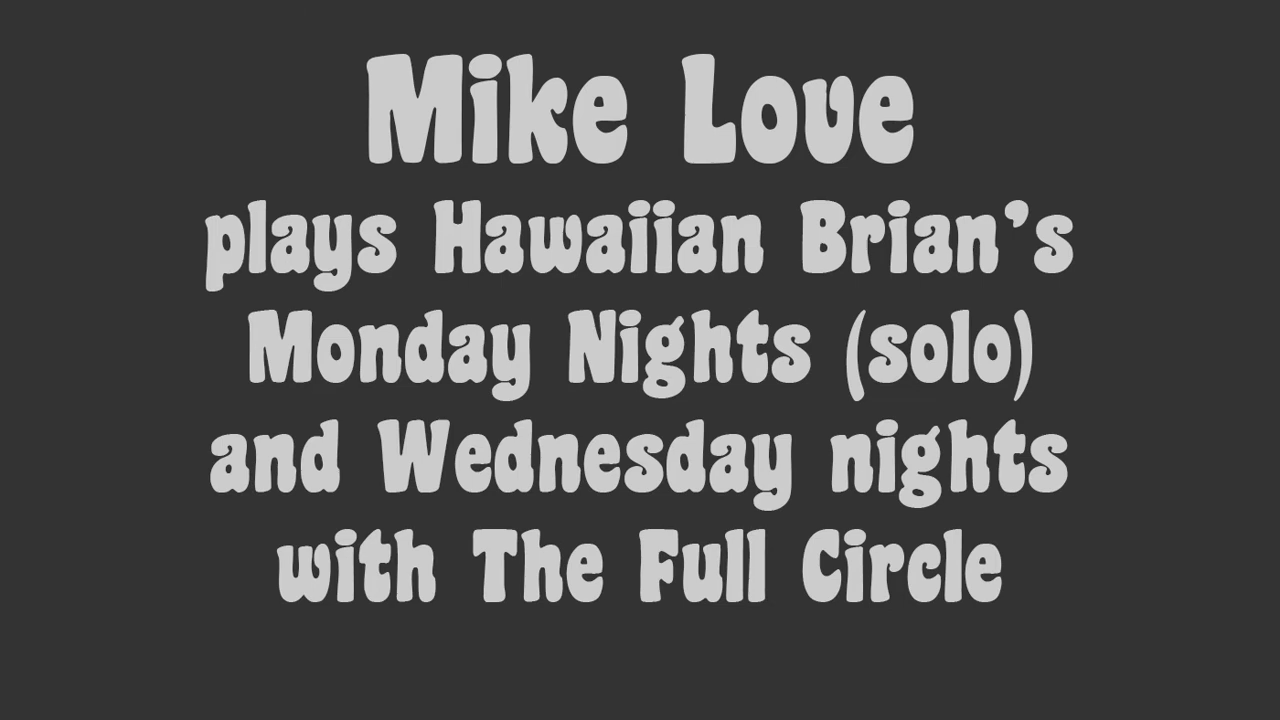 Mike Love
plays Hawaiian Brian's
Monday Nights (solo)
and Wednesday nights
with The Full Circle